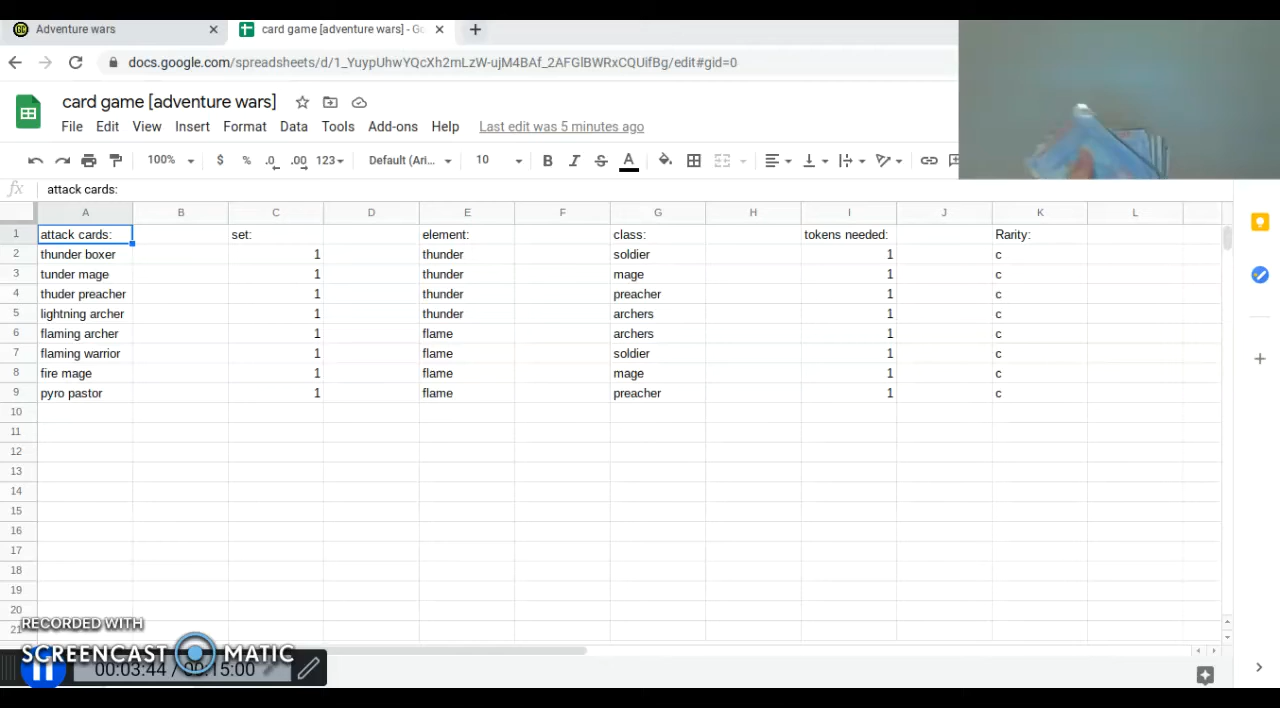 Adventure wars
card game [adventure wars] - Go
docs.google.com/spreadsheets/d/1_YuypUhwYQcXh2mLzW-ujM4BAf_2AFGlBWRxCQUifBg/edit#gid=0
card game [adventure wars]
File Edit View Insert Format Data Tools Add-ons Help Last edit was 5 minutes ago
100% $ % .0 .00 123 Default (Ari... 10 B I S A
fx attack cards:
A B C D E F G H I J K L
1 attack cards: set: element: class: tokens needed: Rarity:
2 thunder boxer 1 thunder soldier 1 c
3 tunder mage 1 thunder mage 1 c
4 thuder preacher 1 thunder preacher 1 c
5 lightning archer 1 thunder archers 1 c
6 flaming archer 1 flame archers 1 c
7 flaming warrior 1 flame soldier 1 c
8 fire mage 1 flame mage 1 c
9 pyro pastor 1 flame preacher 1 c
10
11
12
13
14
15
16
17
18
19
20
21
RECORDED WITH
SCREENCAST MATIC
00:03:44 / 00:15:00